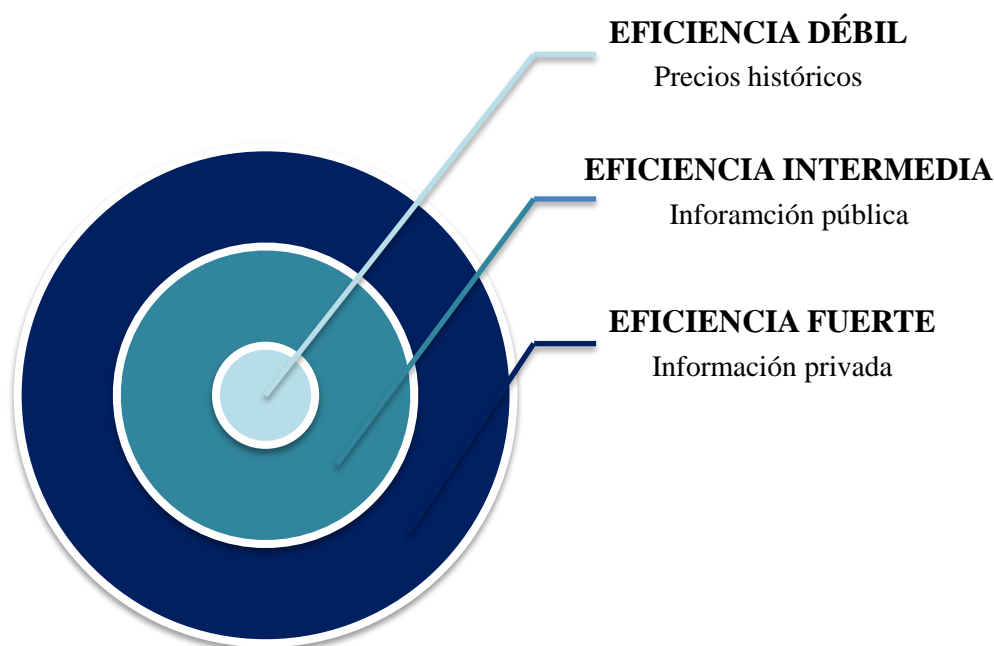 EFICIENCIA DÉBIL
Precios históricos
EFICIENCIA INTERMEDIA
Inforamción pública
EFICIENCIA FUERTE
Información privada